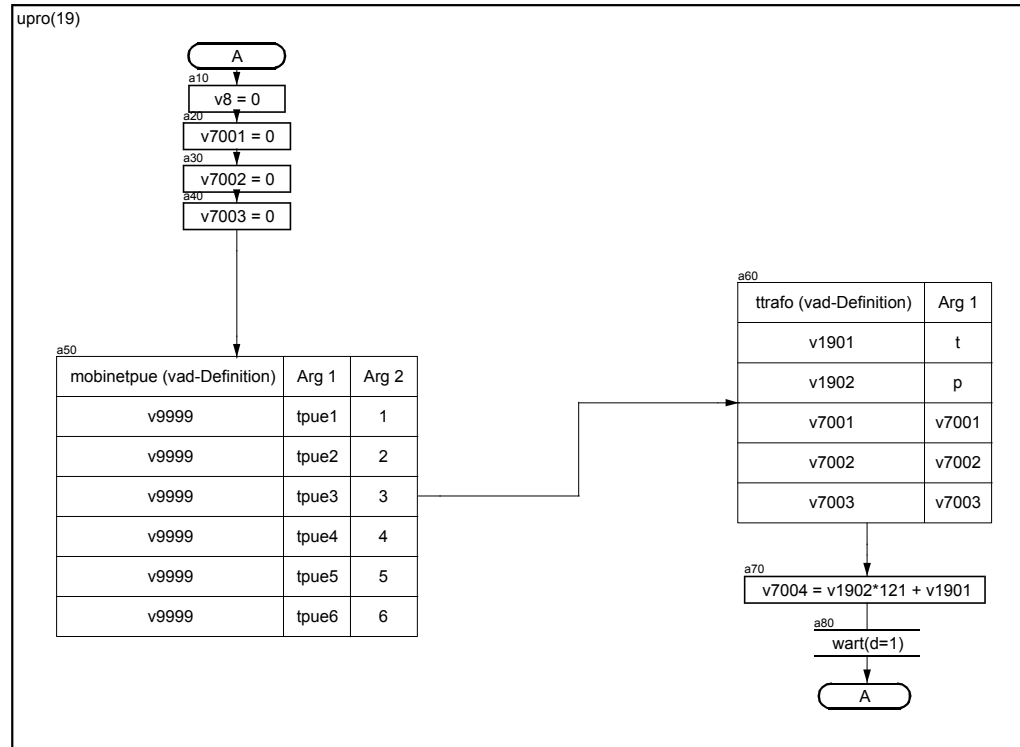 upro(19)
A
a10
v8 = 0
a20
v7001 = 0
a30
v7002 = 0
a40
v7003 = 0
a50
mobinetpue (vad-Definition) Arg 1 Arg 2
v9999 tpue1 1
v9999 tpue2 2
v9999 tpue3 3
v9999 tpue4 4
v9999 tpue5 5
v9999 tpue6 6
a60
ttrafo (vad-Definition) Arg 1
v1901 t
v1902 p
v7001 v7001
v7002 v7002
v7003 v7003
a70
v7004 = v1902*121 + v1901
a80
wart(d=1)
A